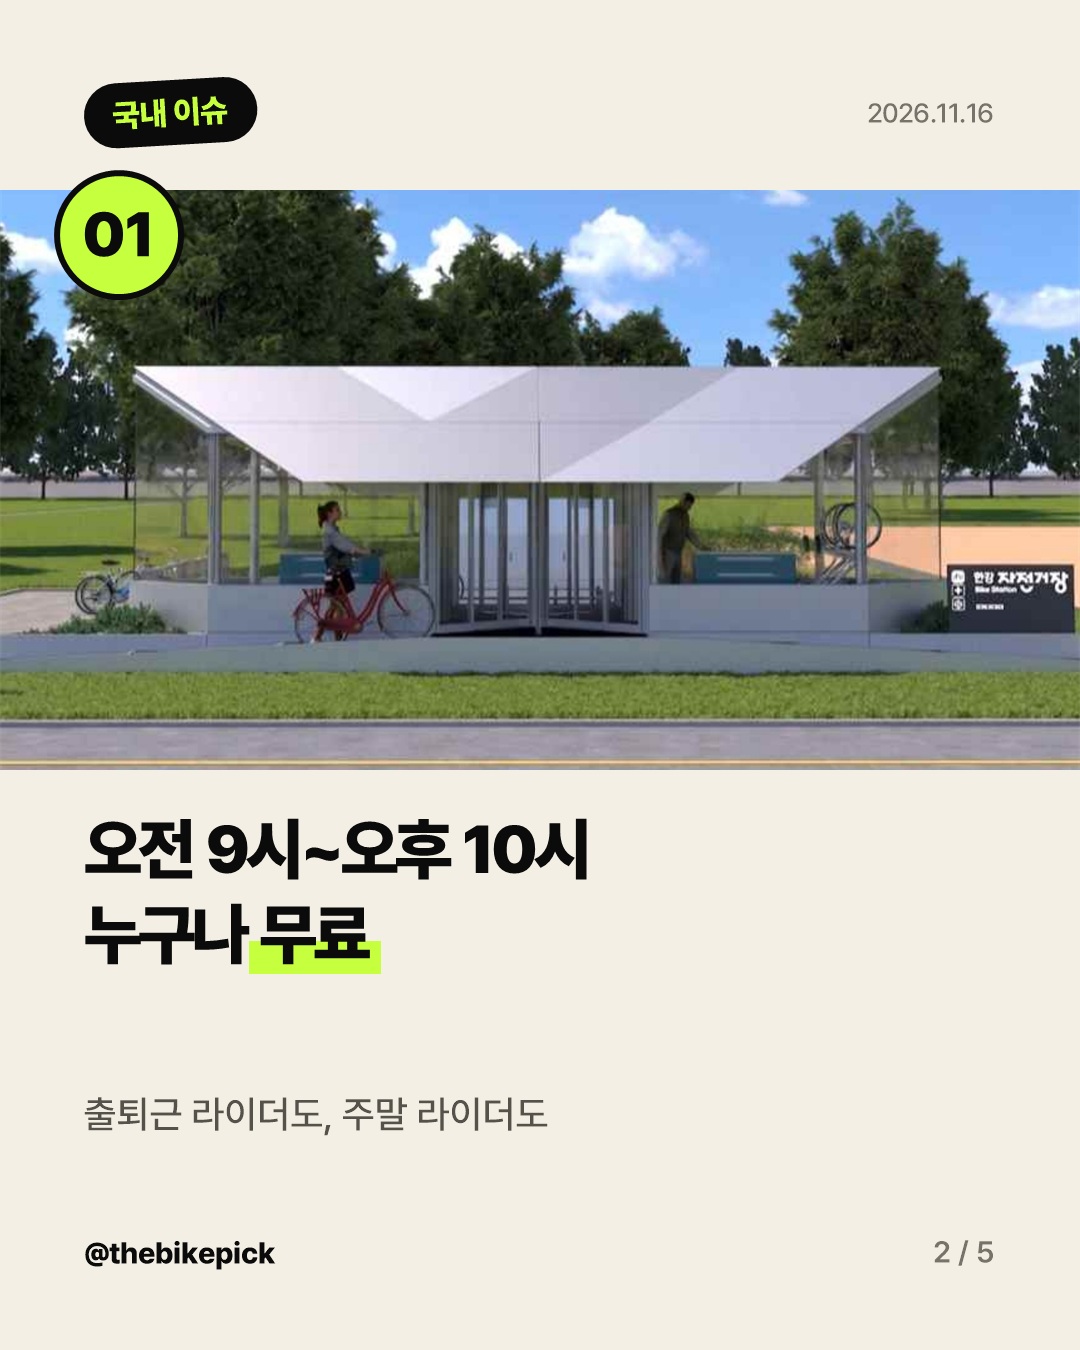 국내 이슈
2026.11.16
01
한강 자전거장
Bike Station
오전 9시~오후 10시
누구나 무료
출퇴근 라이더도, 주말 라이더도
@thebikepick
2 / 5